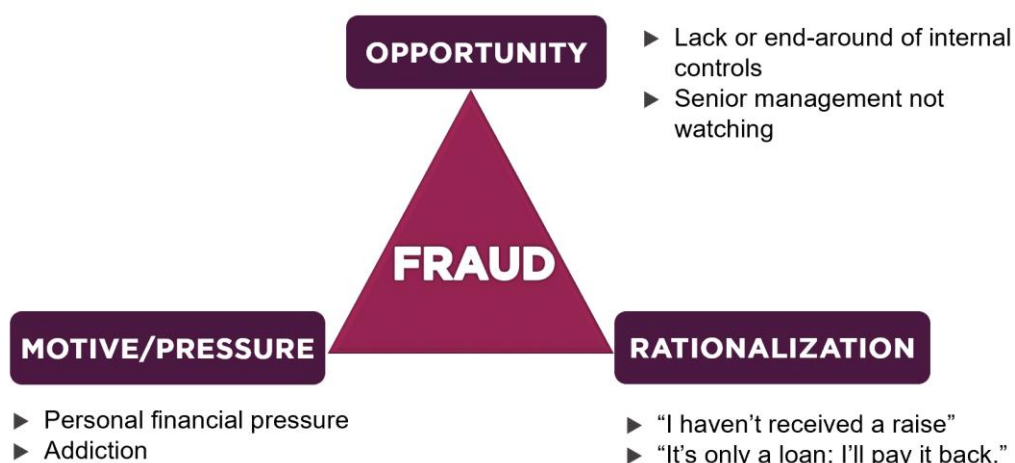 OPPORTUNITY
► Lack or end-around of internal
controls
► Senior management not
watching
FRAUD
MOTIVE/PRESSURE
► Personal financial pressure
► Addiction
RATIONALIZATION
► “I haven’t received a raise”
► “It’s only a loan; I’ll pay it back.”